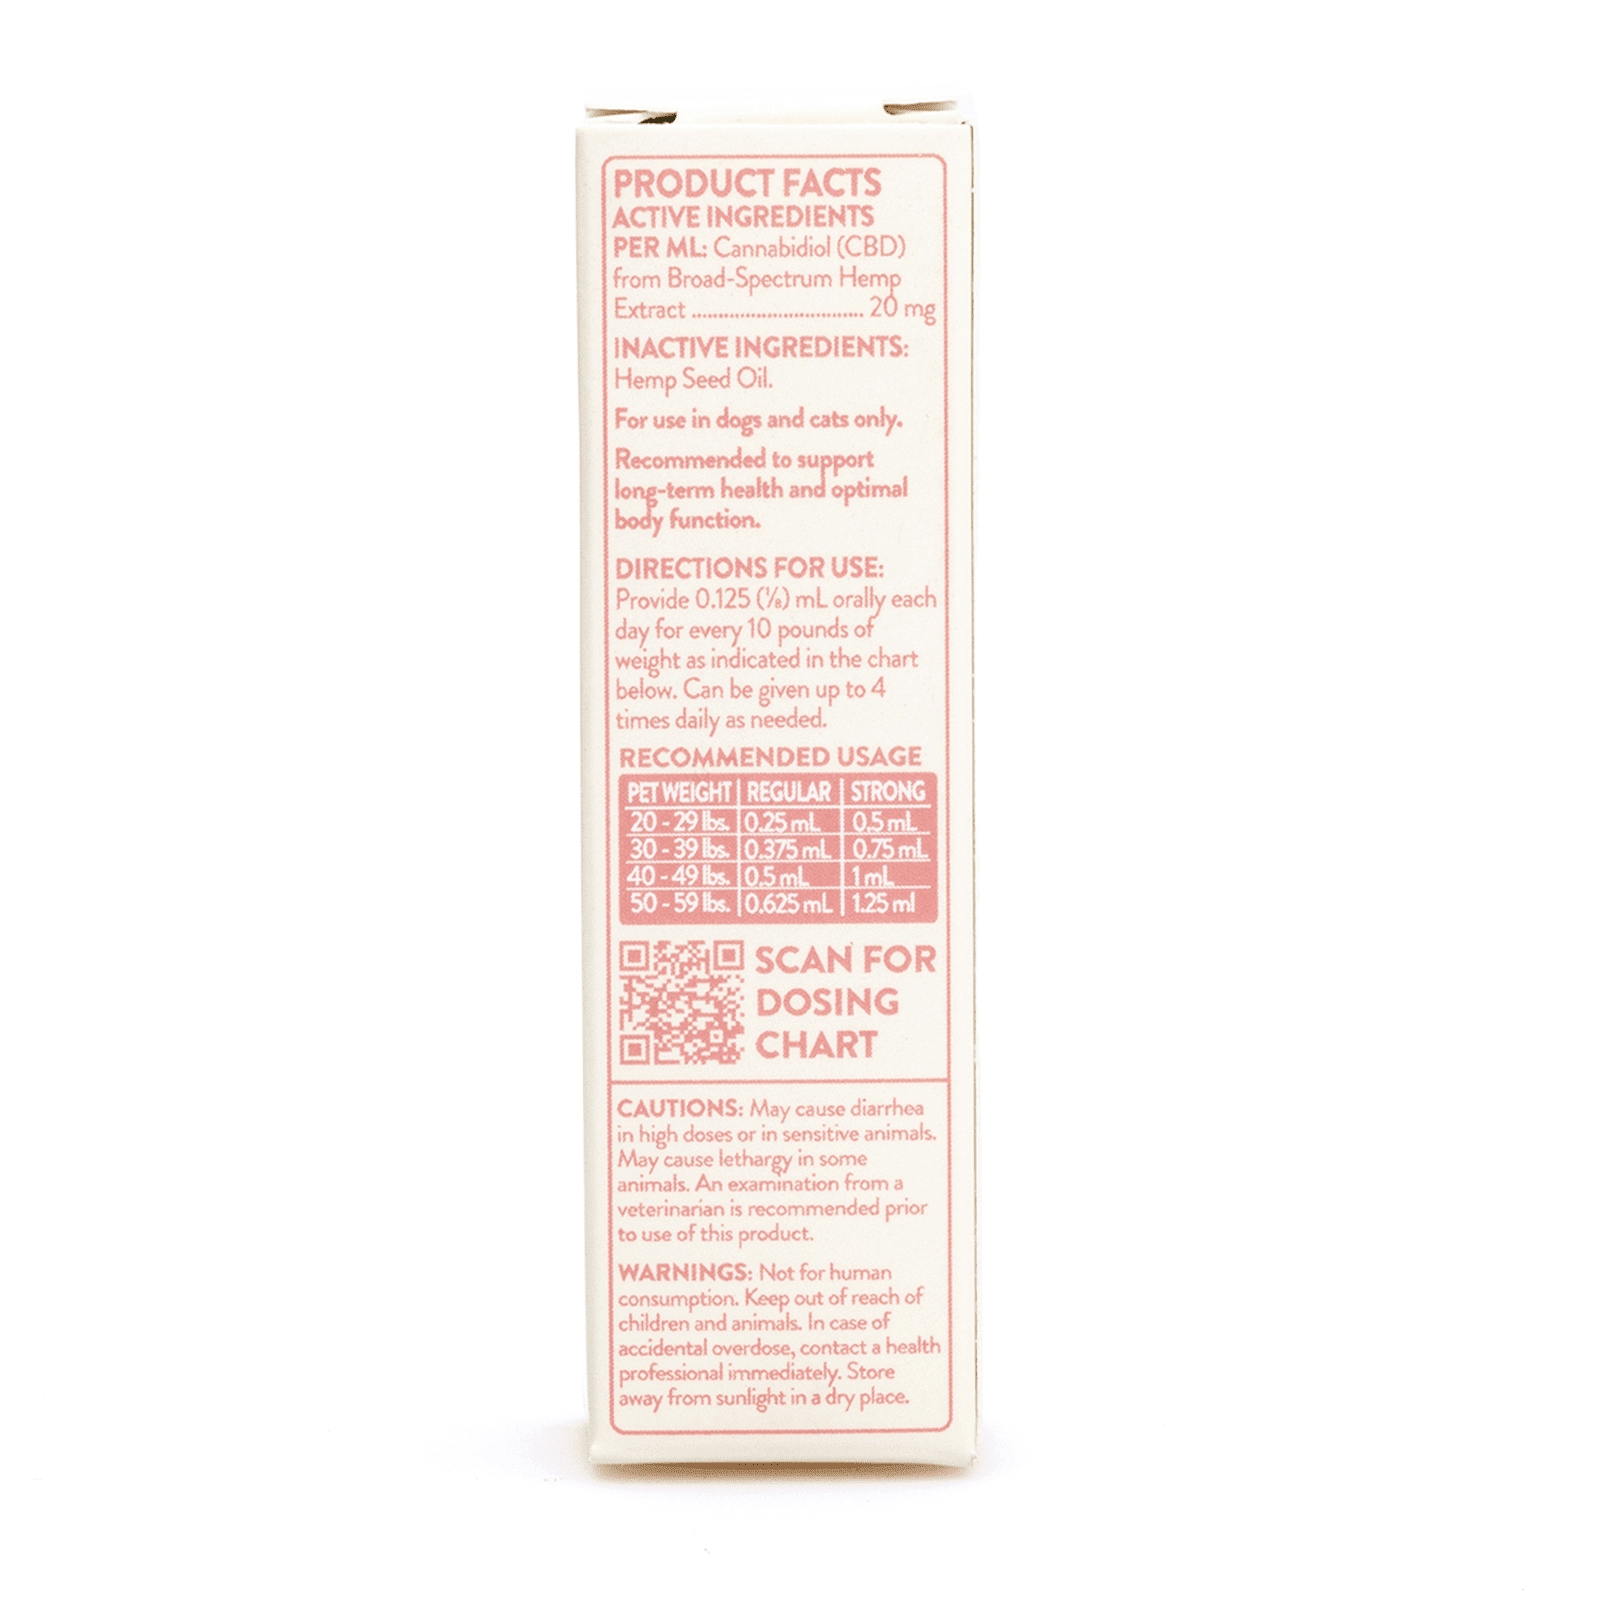 PRODUCT FACTS
ACTIVE INGREDIENTS
PER ML: Cannabidiol (CBD)
from Broad-Spectrum Hemp
Extract ................................ 20 mg
INACTIVE INGREDIENTS:
Hemp Seed Oil.
For use in dogs and cats only.
Recommended to support
long-term health and optimal
body function.
DIRECTIONS FOR USE:
Provide 0.125 (⅛) mL orally each
day for every 10 pounds of
weight as indicated in the chart
below. Can be given up to 4
times daily as needed.
RECOMMENDED USAGE
PET WEIGHT REGULAR STRONG
20 - 29 lbs. 0.25 mL 0.5 mL
30 - 39 lbs. 0.375 mL 0.75 mL
40 - 49 lbs. 0.5 mL 1 mL
50 - 59 lbs. 0.625 mL 1.25 ml
SCAN FOR
DOSING
CHART
CAUTIONS: May cause diarrhea
in high doses or in sensitive animals.
May cause lethargy in some
animals. An examination from a
veterinarian is recommended prior
to use of this product.
WARNINGS: Not for human
consumption. Keep out of reach of
children and animals. In case of
accidental overdose, contact a health
professional immediately. Store
away from sunlight in a dry place.